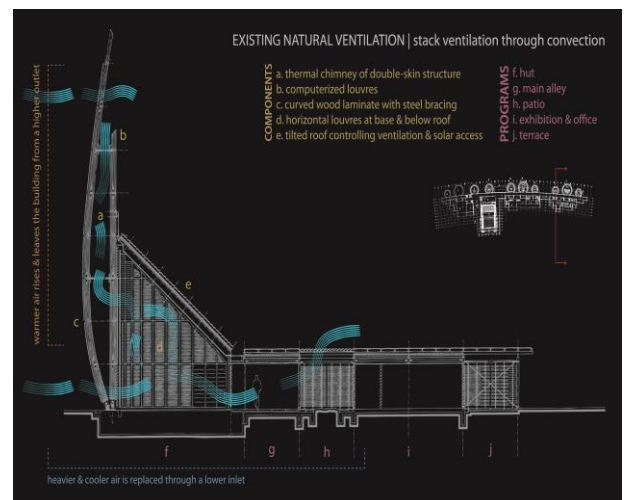 EXISTING NATURAL VENTILATION | stack ventilation through convection
COMPONENTS
a. thermal chimney of double-skin structure
b. computerized louvres
c. curved wood laminate with steel bracing
d. horizontal louvres at base & below roof
e. tilted roof controlling ventilation & solar access
PROGRAMS
f. hut
g. main alley
h. patio
i. exhibition & office
j. terrace
warmer air rises & leaves the building from a higher outlet
b
a
e
c
d
f
g
h
i
j
heavier & cooler air is replaced through a lower inlet